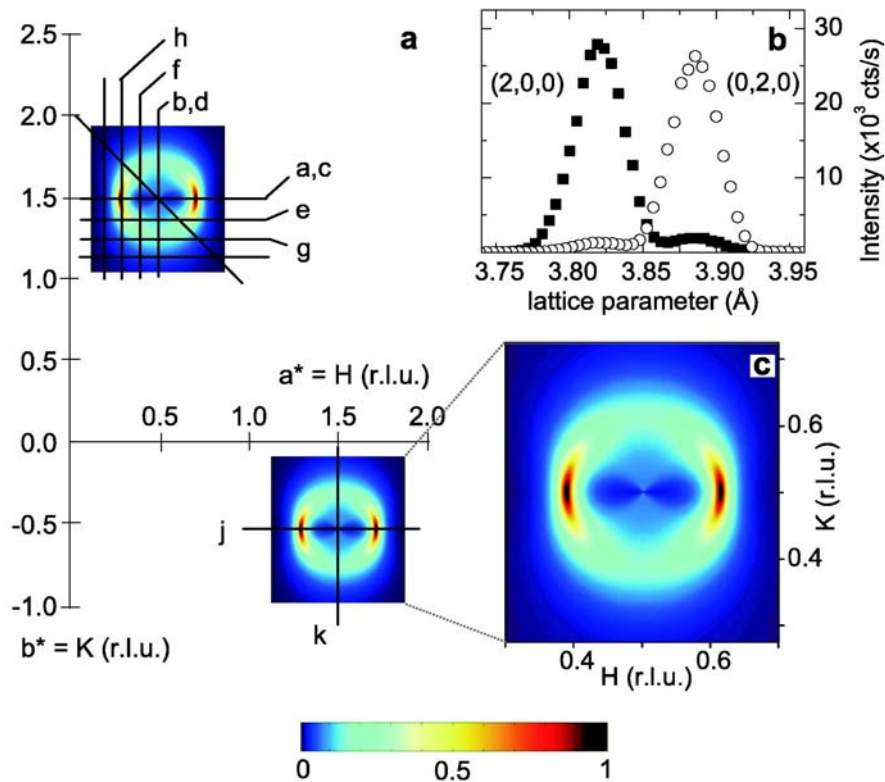 a
2.5
2.0
1.5
1.0
0.5
0.0
-0.5
-1.0
h
f
b,d
a,c
e
g
b
(2,0,0)
(0,2,0)
30
20
10
Intensity (x10³ cts/s)
3.75 3.80 3.85 3.90 3.95
lattice parameter (Å)
a* = H (r.l.u.)
0.5 1.0 1.5 2.0
j
k
b* = K (r.l.u.)
c
0.6
0.4
K (r.l.u.)
0.4 0.6
H (r.l.u.)
0 0.5 1